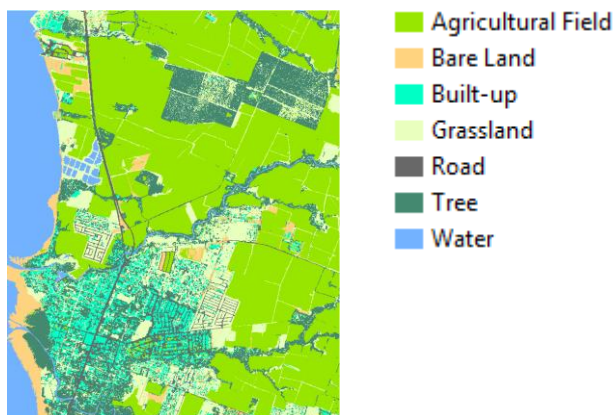 Agricultural Field
Bare Land
Built-up
Grassland
Road
Tree
Water